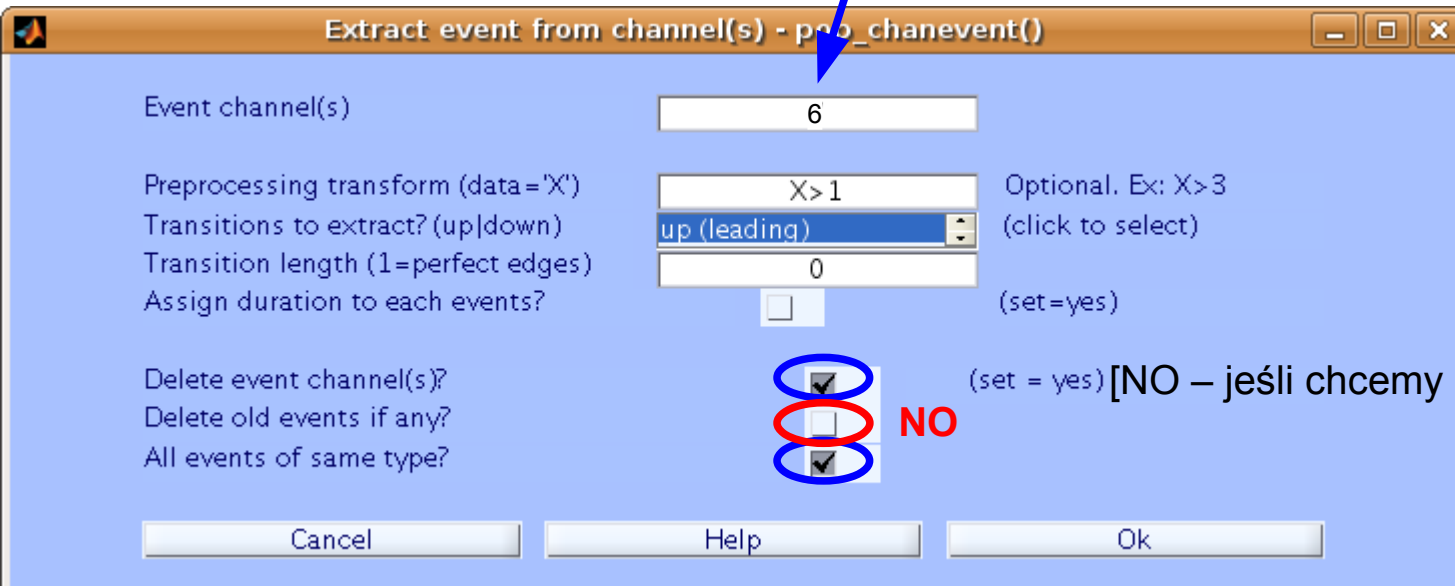 Extract event from channel(s) - pop_chanevent()
Event channel(s) 6
Preprocessing transform (data='X') X>1 Optional. Ex: X>3
Transitions to extract? (up|down) up (leading) (click to select)
Transition length (1=perfect edges) 0
Assign duration to each events? (set=yes)
Delete event channel(s)? (set = yes) [NO – jeśli chcemy
Delete old events if any? NO
All events of same type?
Cancel Help Ok